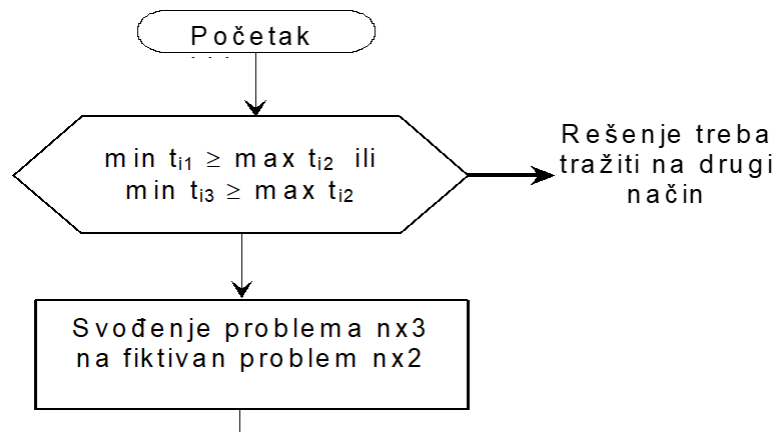 Početak
min ti1 ≥ max ti2 ili
min ti3 ≥ max ti2
Rešenje treba
tražiti na drugi
način
Svođenje problema nx3
na fiktivan problem nx2